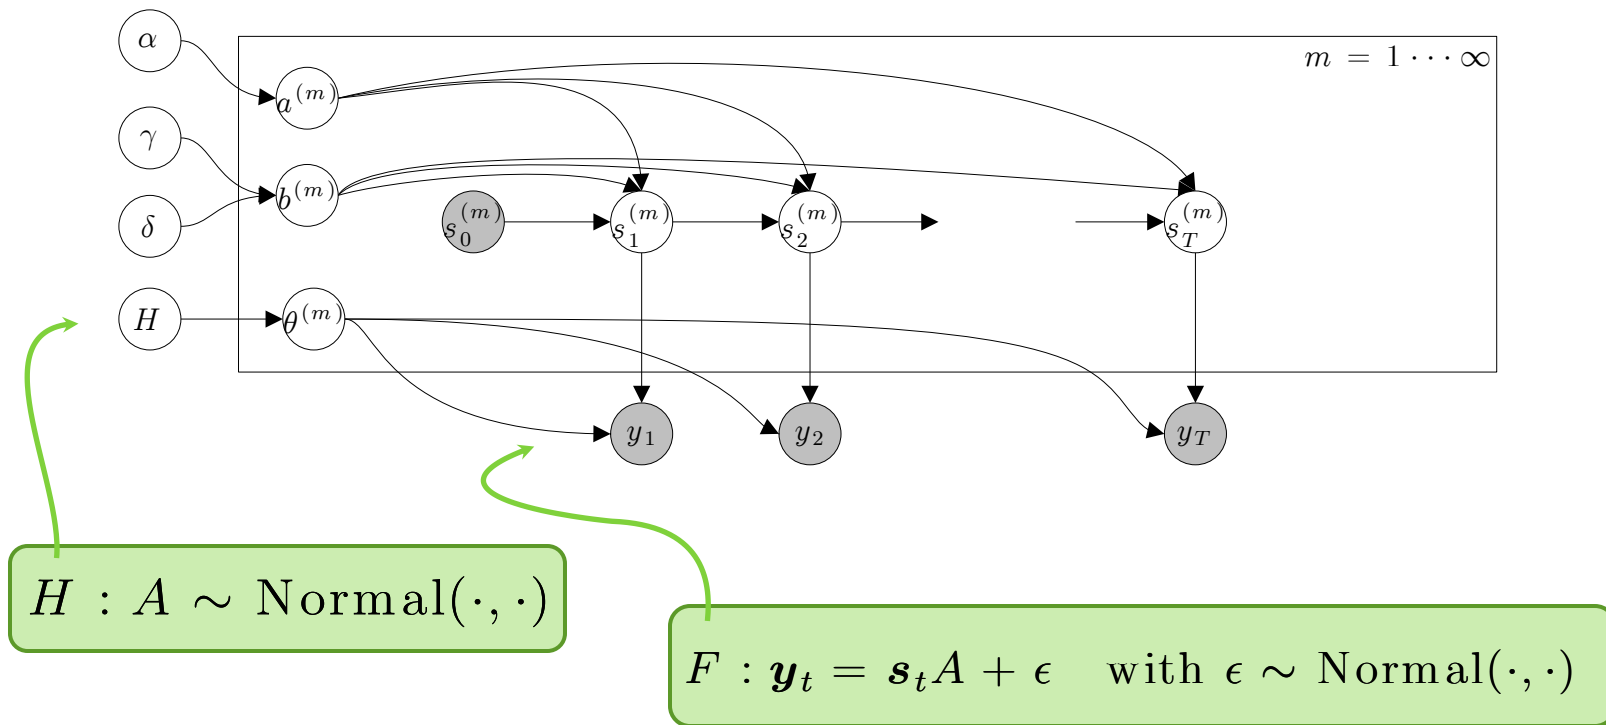 α
m = 1 ⋯ ∞
a^(m)
γ
b^(m)
δ
s_0^(m)
s_1^(m)
s_2^(m)
s_T^(m)
H
θ^(m)
y_1
y_2
y_T
H : A ∼ Normal(·, ·)
F : y_t = s_t A + ϵ with ϵ ∼ Normal(·, ·)